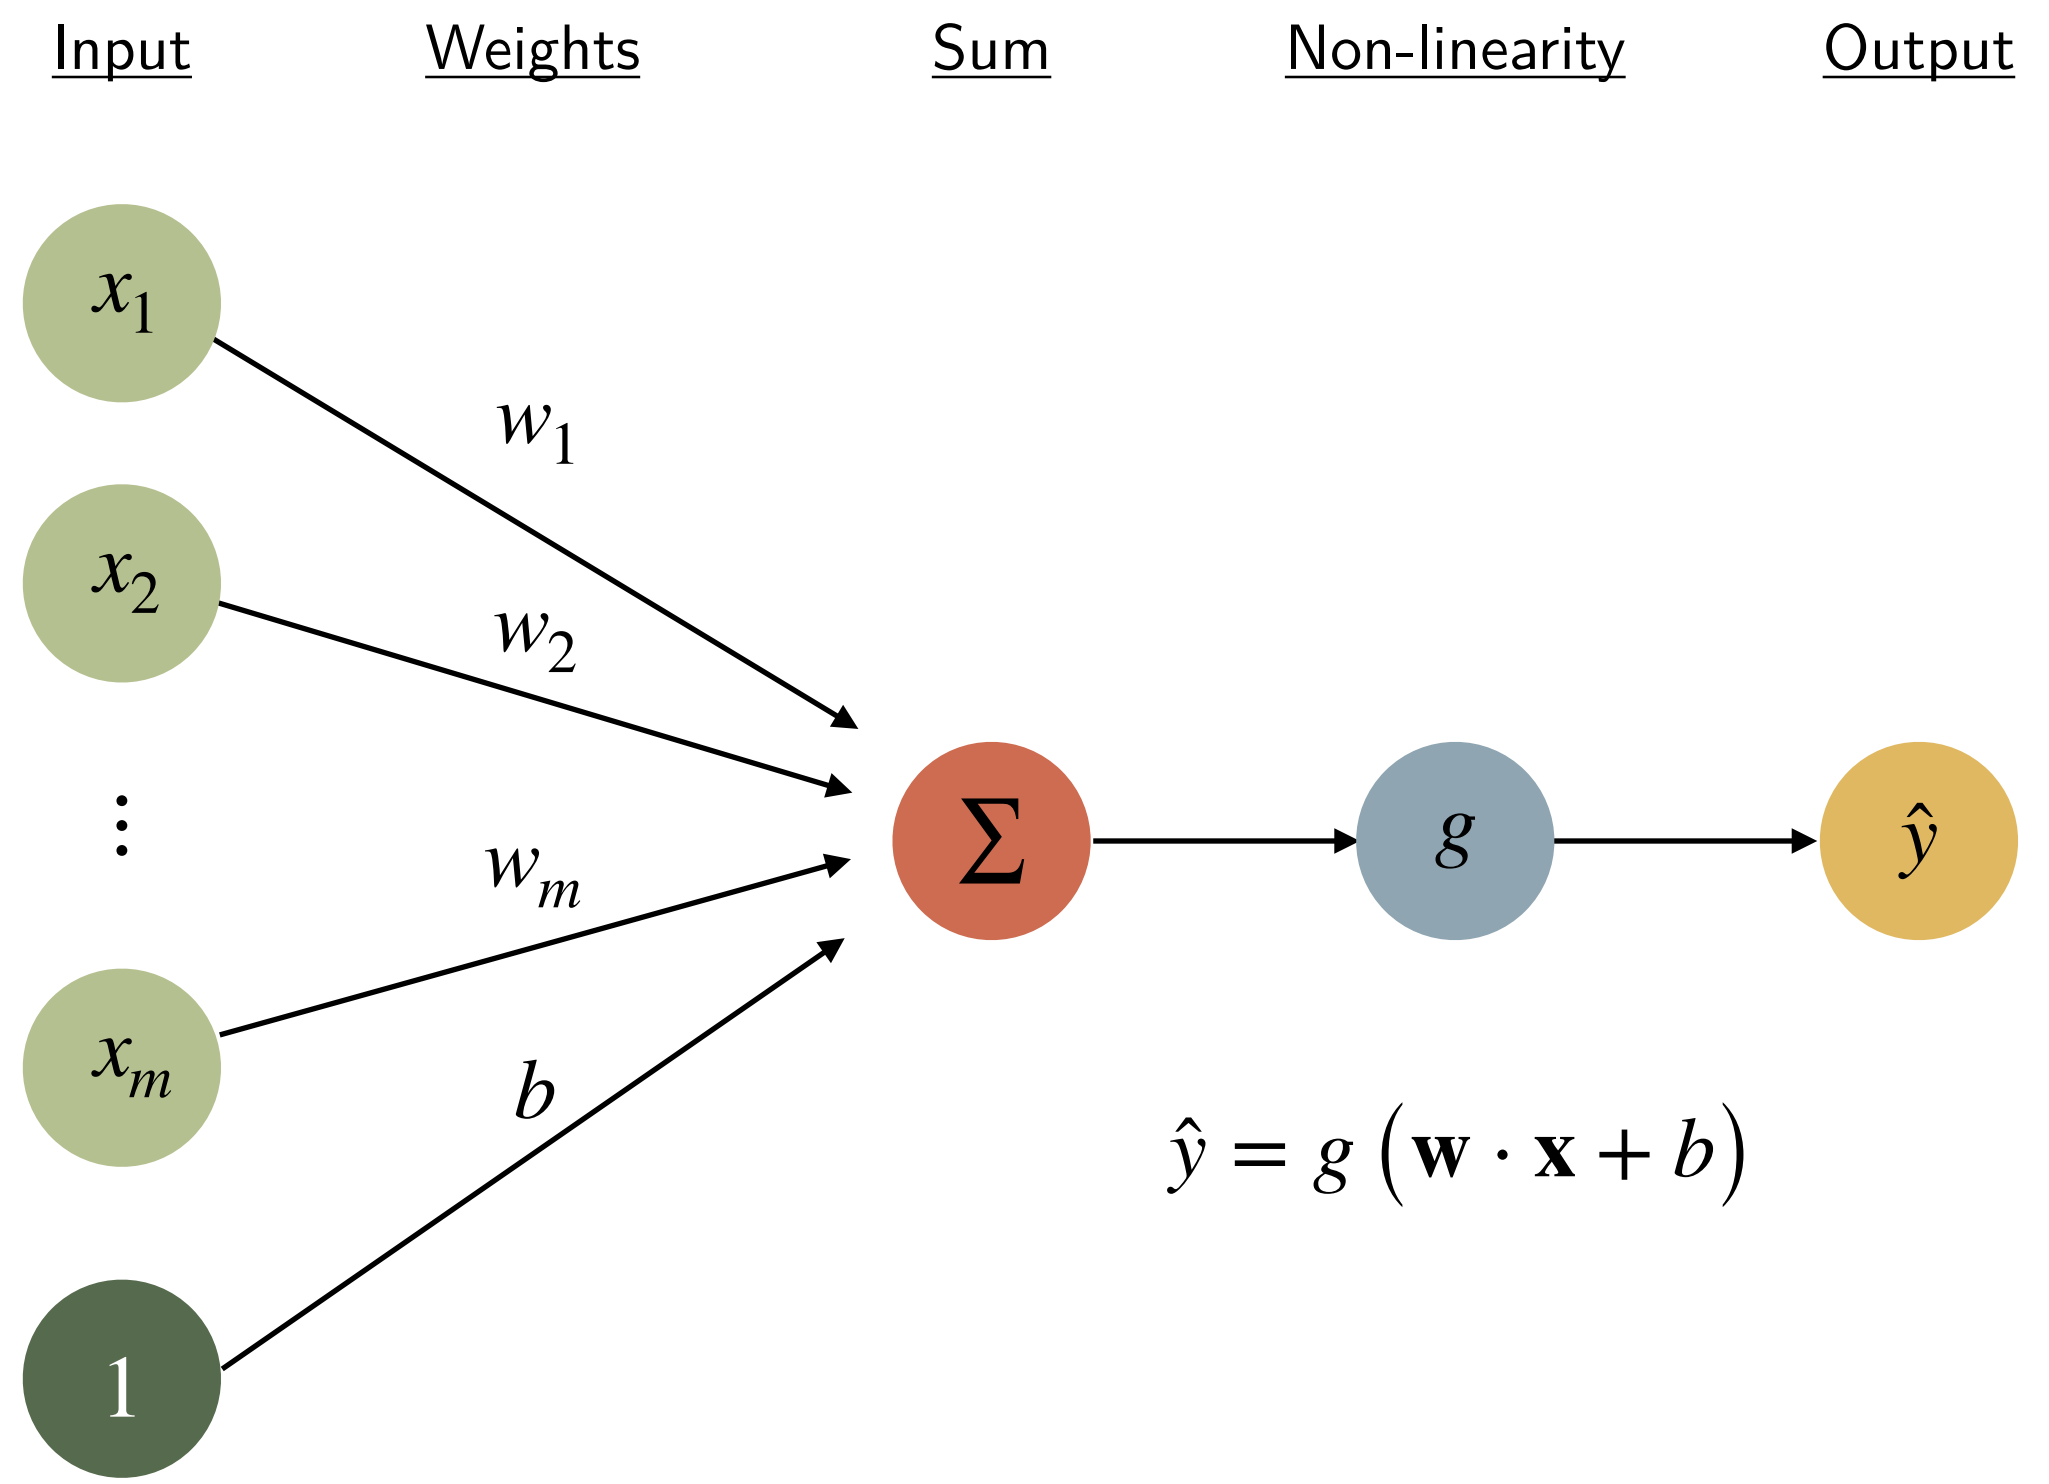 Input Weights Sum Non-linearity Output
x₁
w₁
x₂
w₂
⋮
wₘ
Σ g ŷ
xₘ
b
ŷ = g (𝐰 · 𝐱 + b)
1